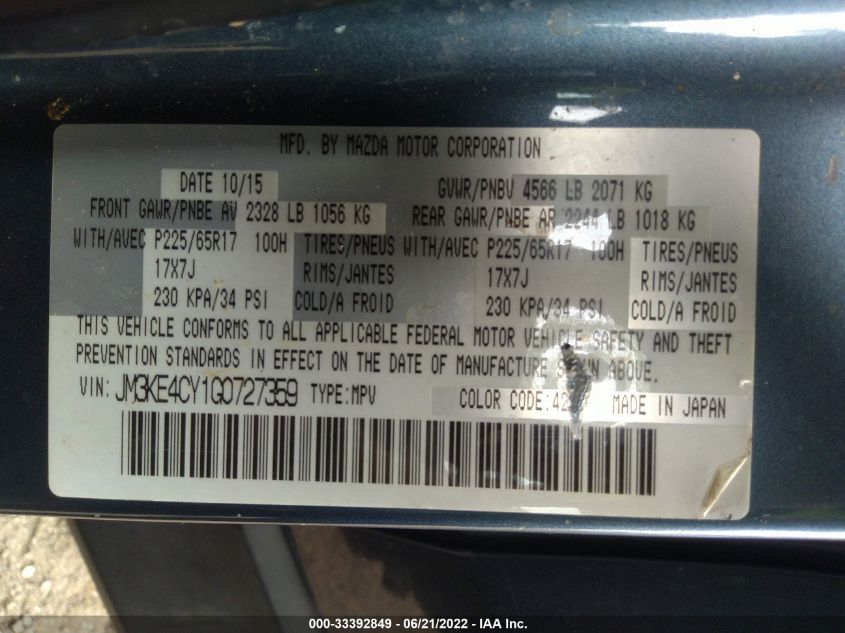 MFD. BY MAZDA MOTOR CORPORATION
DATE 10/15 GVWR/PNBV 4566 LB 2071 KG
FRONT GAWR/PNBE AV 2328 LB 1056 KG REAR GAWR/PNBE AR 2244 LB 1018 KG
WITH/AVEC P225/65R17 100H TIRES/PNEUS WITH/AVEC P225/65R17 100H TIRES/PNEUS
17X7J RIMS/JANTES 17X7J RIMS/JANTES
230 KPA/34 PSI COLD/A FROID 230 KPA/34 PSI COLD/A FROID
THIS VEHICLE CONFORMS TO ALL APPLICABLE FEDERAL MOTOR VEHICLE SAFETY AND THEFT
PREVENTION STANDARDS IN EFFECT ON THE DATE OF MANUFACTURE SHOWN ABOVE.
VIN: JM3KE4CY1G0727359 TYPE:MPV COLOR CODE: MADE IN JAPAN
000-33392849 - 06/21/2022 - IAA Inc.